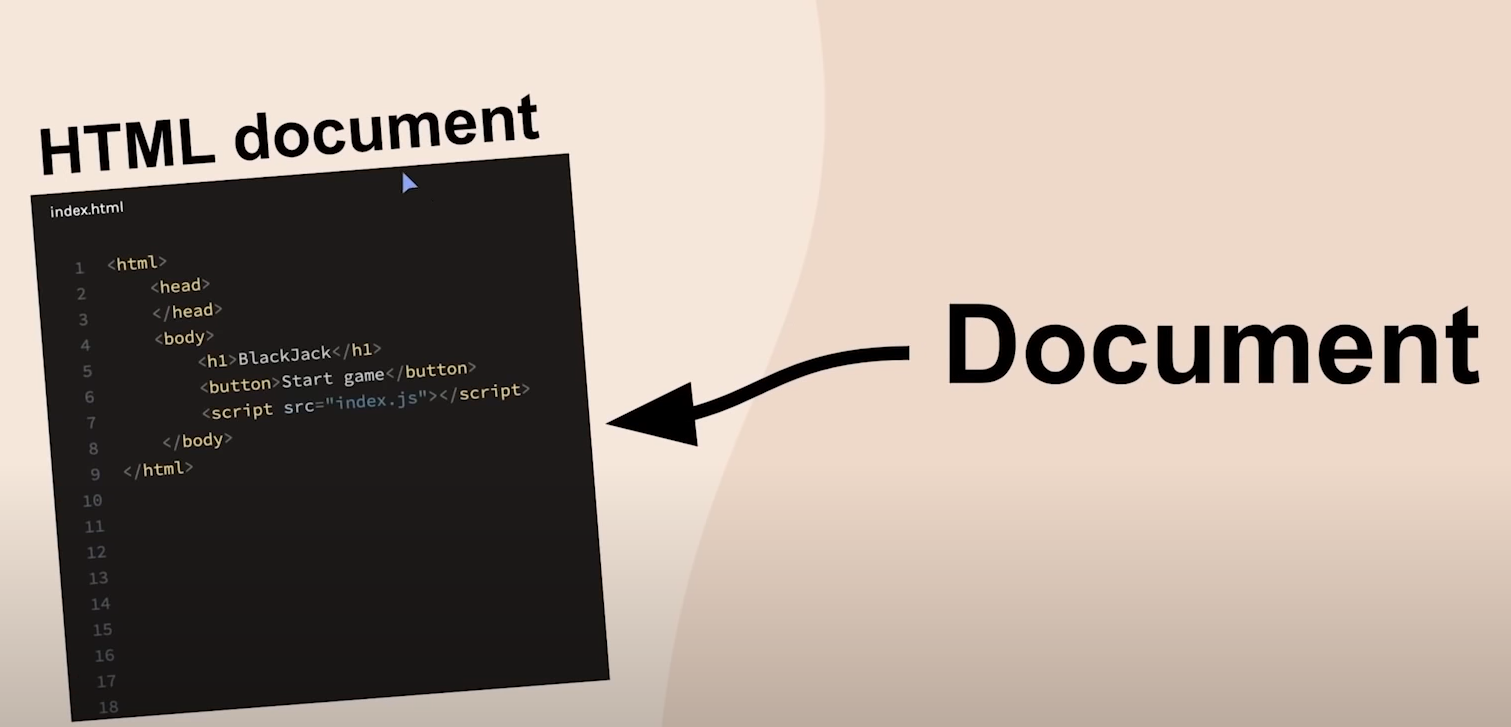 HTML document
index.html
1 <html>
2 <head>
3 </head>
4 <body>
5 <h1>BlackJack</h1>
6 <button>Start game</button>
7 <script src="index.js"></script>
8 </body>
9 </html>
10
11
12
13
14
15
16
17
18
Document